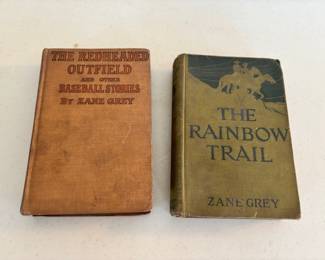 THE REDHEADED
OUTFIELD
AND OTHER
BASEBALL STORIES
BY ZANE GREY
THE
RAINBOW
TRAIL
ZANE GREY